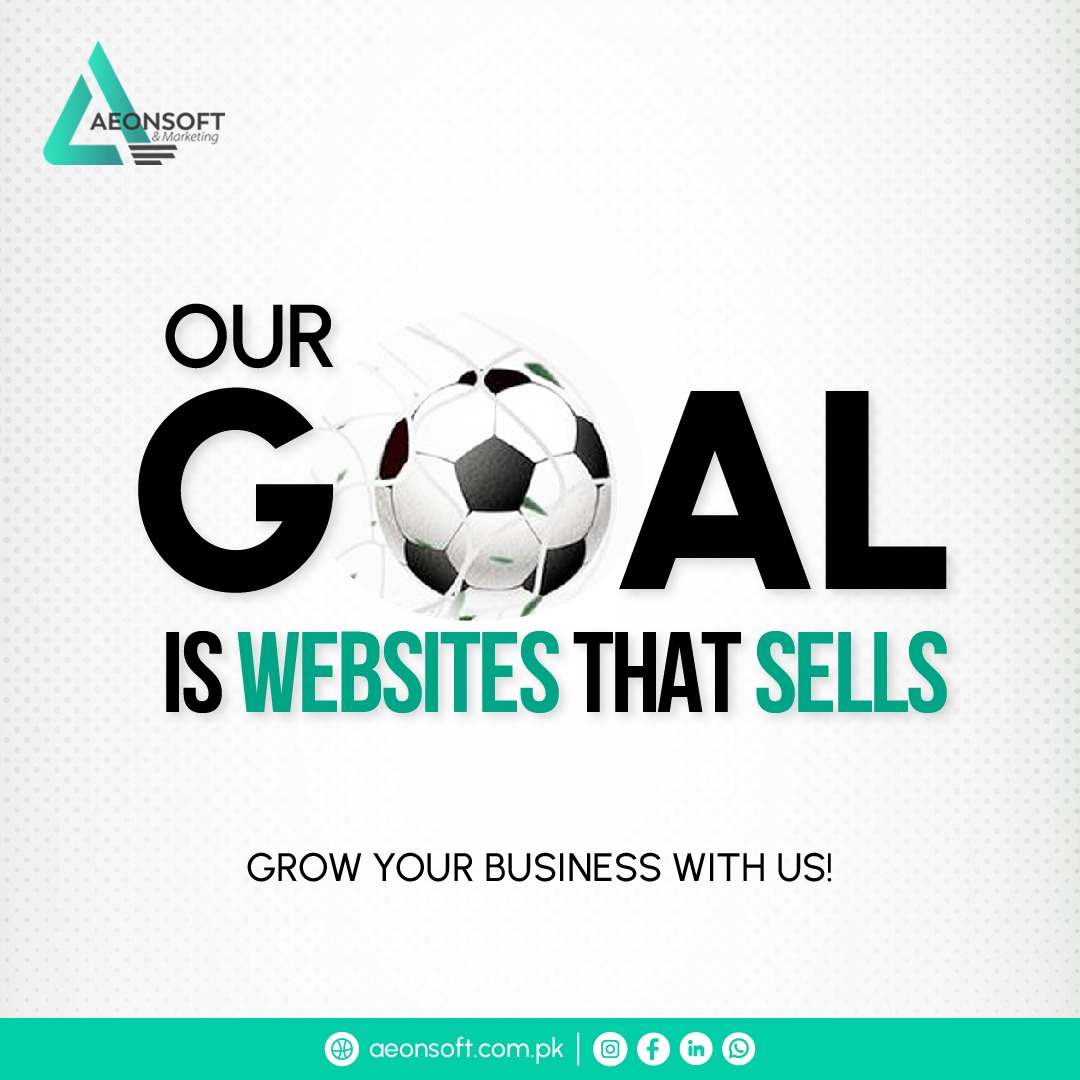 AEONSOFT
& Marketing
OUR
GOAL
IS WEBSITES THAT SELLS
GROW YOUR BUSINESS WITH US!
aeonsoft.com.pk